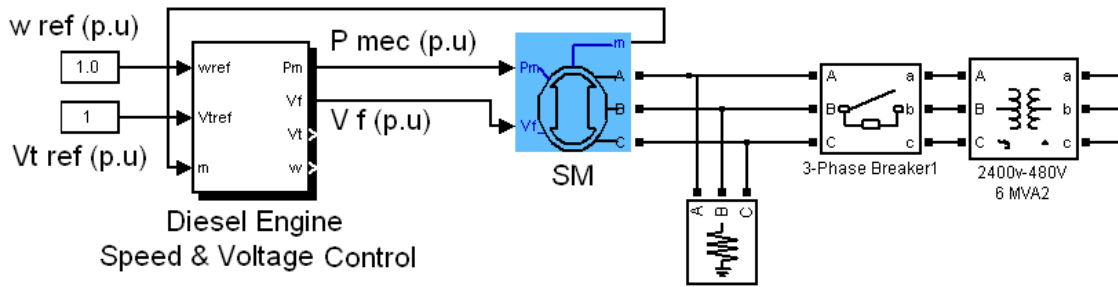 w ref (p.u)
1.0
1
Vt ref (p.u)
wref
Vtref
m
Pm
Vf
Vt
w
Diesel Engine
Speed & Voltage Control
P mec (p.u)
V f (p.u)
Pm
Vf_
m
A
B
C
SM
A
B
C
A
B
C
a
b
c
3-Phase Breaker1
A
B
C
a
b
c
2400v-480V
6 MVA2